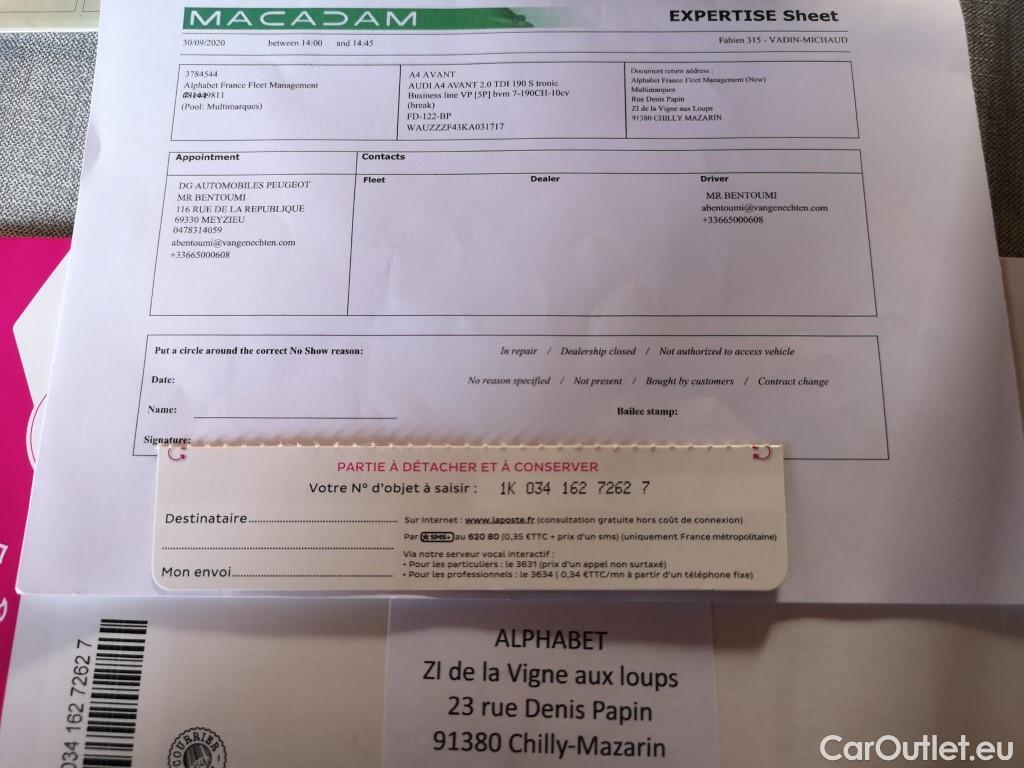 MACADAM
EXPERTISE Sheet
30/09/2020 between 14:00 and 14:45
Fabien 315 - VADIN-MICHAUD
3784544
Alphabet France Fleet Management
(Pool: Multimarques)
A4 AVANT
AUDI A4 AVANT 2.0 TDI 190 S tronic
Business line VP [5P] bvm 7-190CH-10cv
(break)
FD-122-BP
WAUZZZF43KA031717
Document return address :
Alphabet France Fleet Management (New)
Multimarques
Rue Denis Papin
ZI de la Vigne aux Loups
91380 CHILLY MAZARIN
Appointment
Contacts
DG AUTOMOBILES PEUGEOT
MR BENTOUMI
116 RUE DE LA REPUBLIQUE
69330 MEYZIEU
0478314059
abentoumi@vangenechten.com
+33665000608
Fleet
Dealer
Driver
MR BENTOUMI
abentoumi@vangenechten.com
+33665000608
Put a circle around the correct No Show reason:
In repair / Dealership closed / Not authorized to access vehicle
Date:
No reason specified / Not present / Bought by customers / Contract change
Name:
Bailee stamp:
Signature:
PARTIE À DÉTACHER ET À CONSERVER
Votre N° d'objet à saisir : 1K 034 162 7262 7
Destinataire
Mon envoi
Sur Internet : www.laposte.fr (consultation gratuite hors coût de connexion)
Par SMS+ au 620 80 (0,35 €TTC + prix d'un sms) (uniquement France métropolitaine)
Via notre serveur vocal interactif :
• Pour les particuliers : le 3631 (prix d'un appel non surtaxé)
• Pour les professionnels : le 3634 ( 0,34 €TTC/mn à partir d'un téléphone fixe)
034 162 7262 7
COURRIER
ALPHABET
ZI de la Vigne aux loups
23 rue Denis Papin
91380 Chilly-Mazarin
CarOutlet.eu